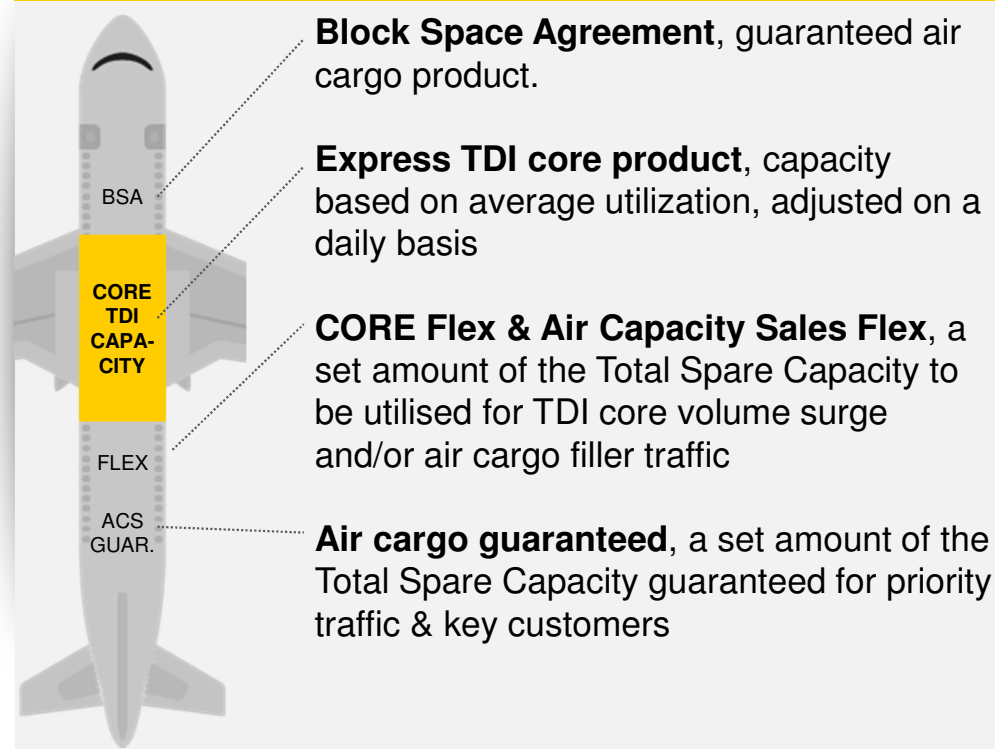 Block Space Agreement, guaranteed air
cargo product.
Express TDI core product, capacity
based on average utilization, adjusted on a
daily basis
CORE Flex & Air Capacity Sales Flex, a
set amount of the Total Spare Capacity to
be utilised for TDI core volume surge
and/or air cargo filler traffic
Air cargo guaranteed, a set amount of the
Total Spare Capacity guaranteed for priority
traffic & key customers
BSA
CORE
TDI
CAPA-
CITY
FLEX
ACS
GUAR.